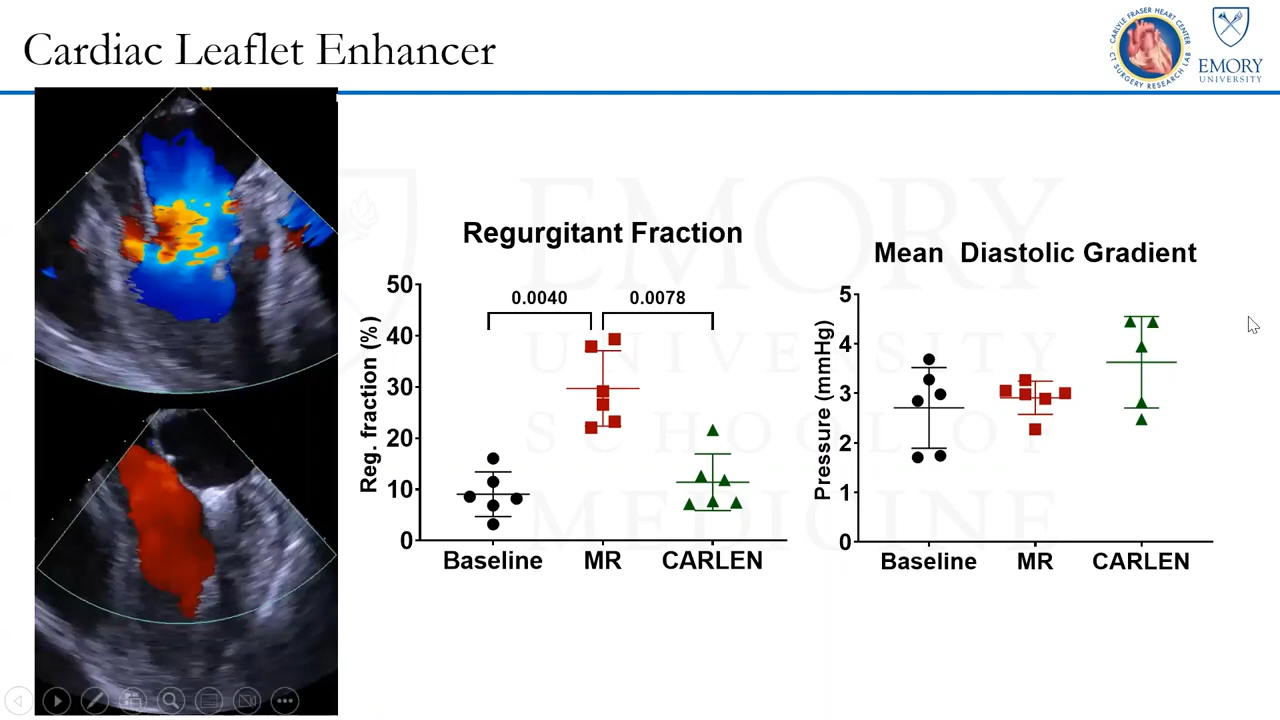 Cardiac Leaflet Enhancer
CARLYLE FRASER HEART CENTER
CT SURGERY RESEARCH LAB
EMORY
UNIVERSITY
EMORY
UNIVERSITY
SCHOOL OF
MEDICINE
Regurgitant Fraction
Reg. fraction (%)
50
40
30
20
10
0
0.0040
0.0078
Baseline
MR
CARLEN
Mean Diastolic Gradient
Pressure (mmHg)
5
4
3
2
1
0
Baseline
MR
CARLEN